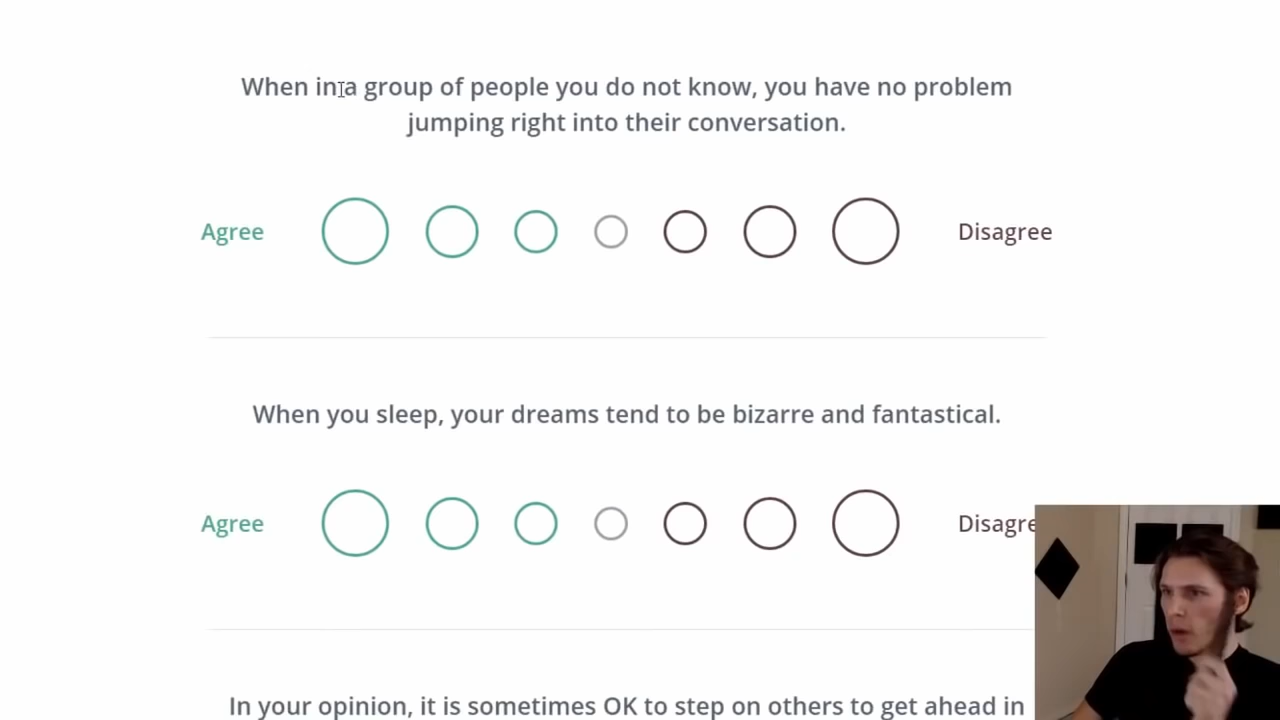 When in a group of people you do not know, you have no problem
jumping right into their conversation.
Agree
Disagree
When you sleep, your dreams tend to be bizarre and fantastical.
Agree
Disagre
In your opinion, it is sometimes OK to step on others to get ahead in